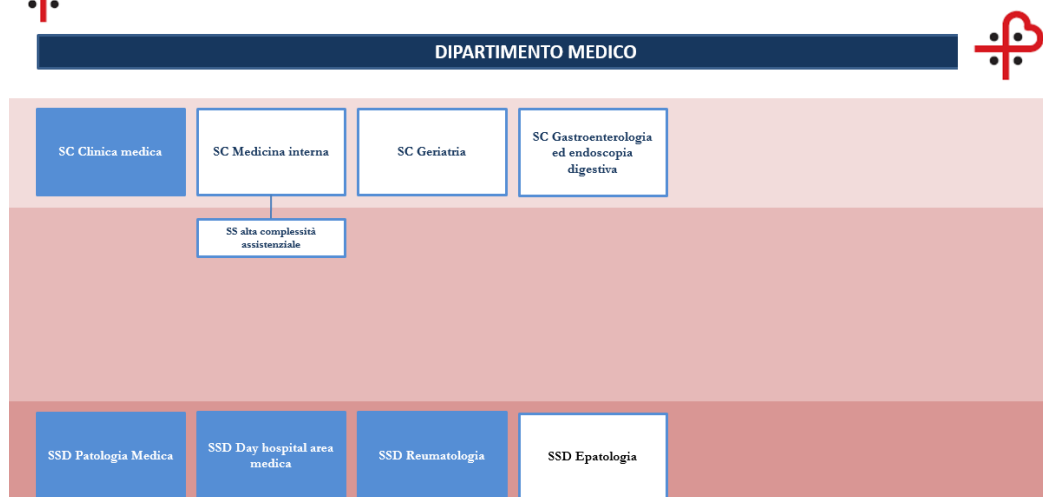 DIPARTIMENTO MEDICO
SC Clinica medica
SC Medicina interna
SC Geriatria
SC Gastroenterologia
ed endoscopia
digestiva
SS alta complessità
assistenziale
SSD Patologia Medica
SSD Day hospital area
medica
SSD Reumatologia
SSD Epatologia